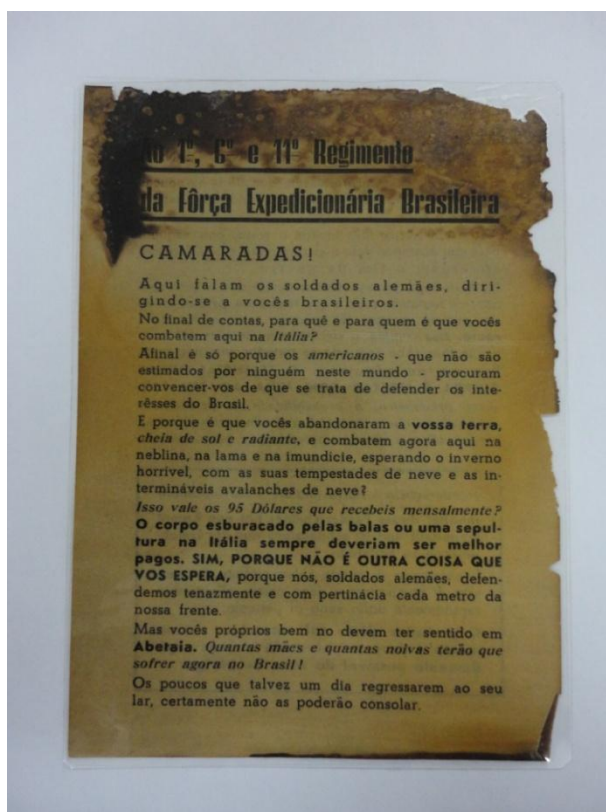 Ao 1º, 6º e 11º Regimento
da Fôrça Expedicionária Brasileira
CAMARADAS!
Aqui falam os soldados alemães, diri-
gindo-se a vocês brasileiros.
No final de contas, para quê e para quem é que vocês
combatem aqui na Itália?
Afinal é só porque os americanos - que não são
estimados por ninguém neste mundo - procuram
convencer-vos de que se trata de defender os inte-
rêsses do Brasil.
E porque é que vocês abandonaram a vossa terra,
cheia de sol e radiante, e combatem agora aqui na
neblina, na lama e na imundície, esperando o inverno
horrível, com as suas tempestades de neve e as in-
termináveis avalanches de neve?
Isso vale os 95 Dólares que recebeis mensalmente?
O corpo esburacado pelas balas ou uma sepul-
tura na Itália sempre deveriam ser melhor
pagos. SIM, PORQUE NÃO É OUTRA COISA QUE
VOS ESPERA, porque nós, soldados alemães, defen-
demos tenazmente e com pertinácia cada metro da
nossa frente.
Mas vocês próprios bem no devem ter sentido em
Abetaia. Quantas mães e quantas noivas terão que
sofrer agora no Brasil!
Os poucos que talvez um dia regressarem ao seu
lar, certamente não as poderão consolar.